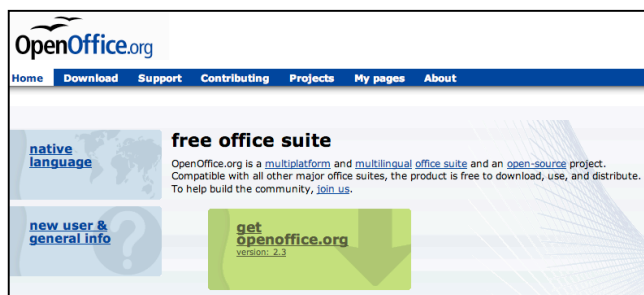 OpenOffice.org
Home Download Support Contributing Projects My pages About
native
language
free office suite
OpenOffice.org is a multiplatform and multilingual office suite and an open-source project.
Compatible with all other major office suites, the product is free to download, use, and distribute.
To help build the community, join us.
new user &
general info
get
openoffice.org
version: 2.3